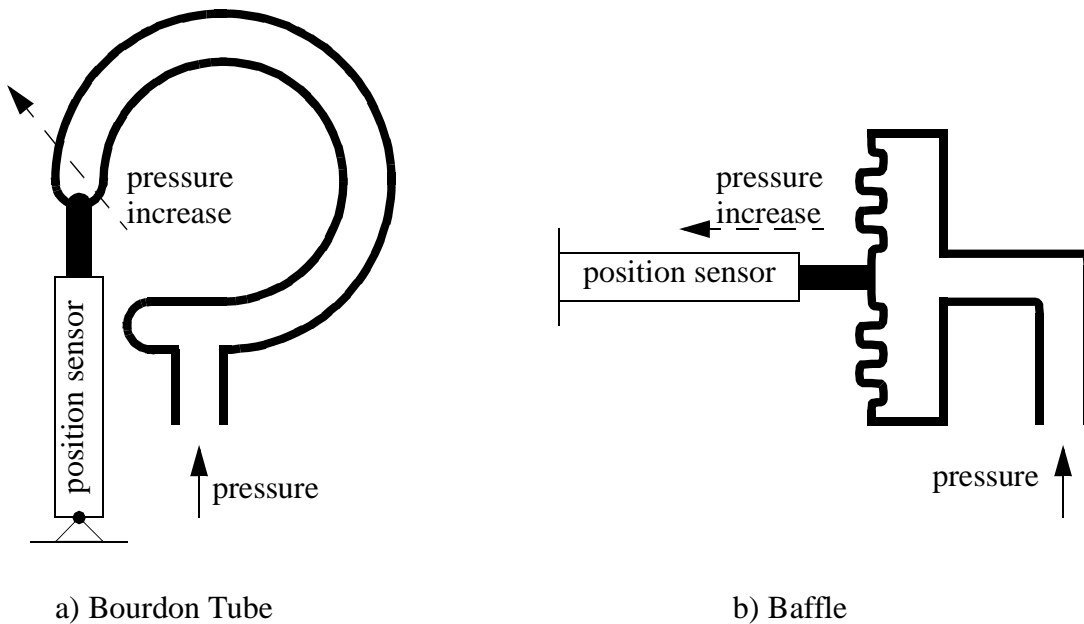 pressure
increase
position sensor
pressure
a) Bourdon Tube
pressure
increase
position sensor
pressure
b) Baffle